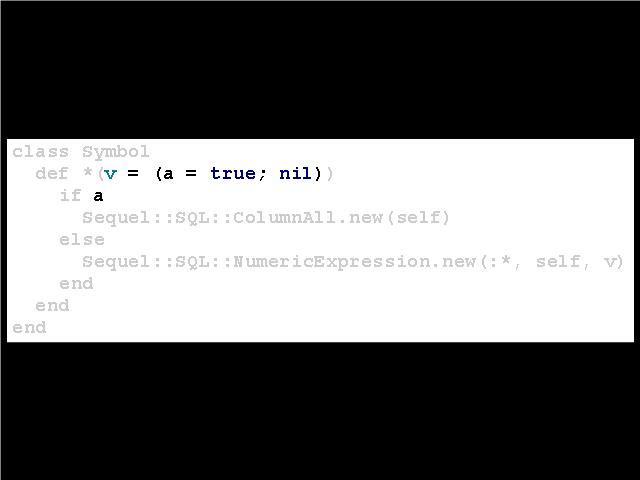 class Symbol
  def *(v = (a = true; nil))
    if a
      Sequel::SQL::ColumnAll.new(self)
    else
      Sequel::SQL::NumericExpression.new(:*, self, v)
    end
  end
end